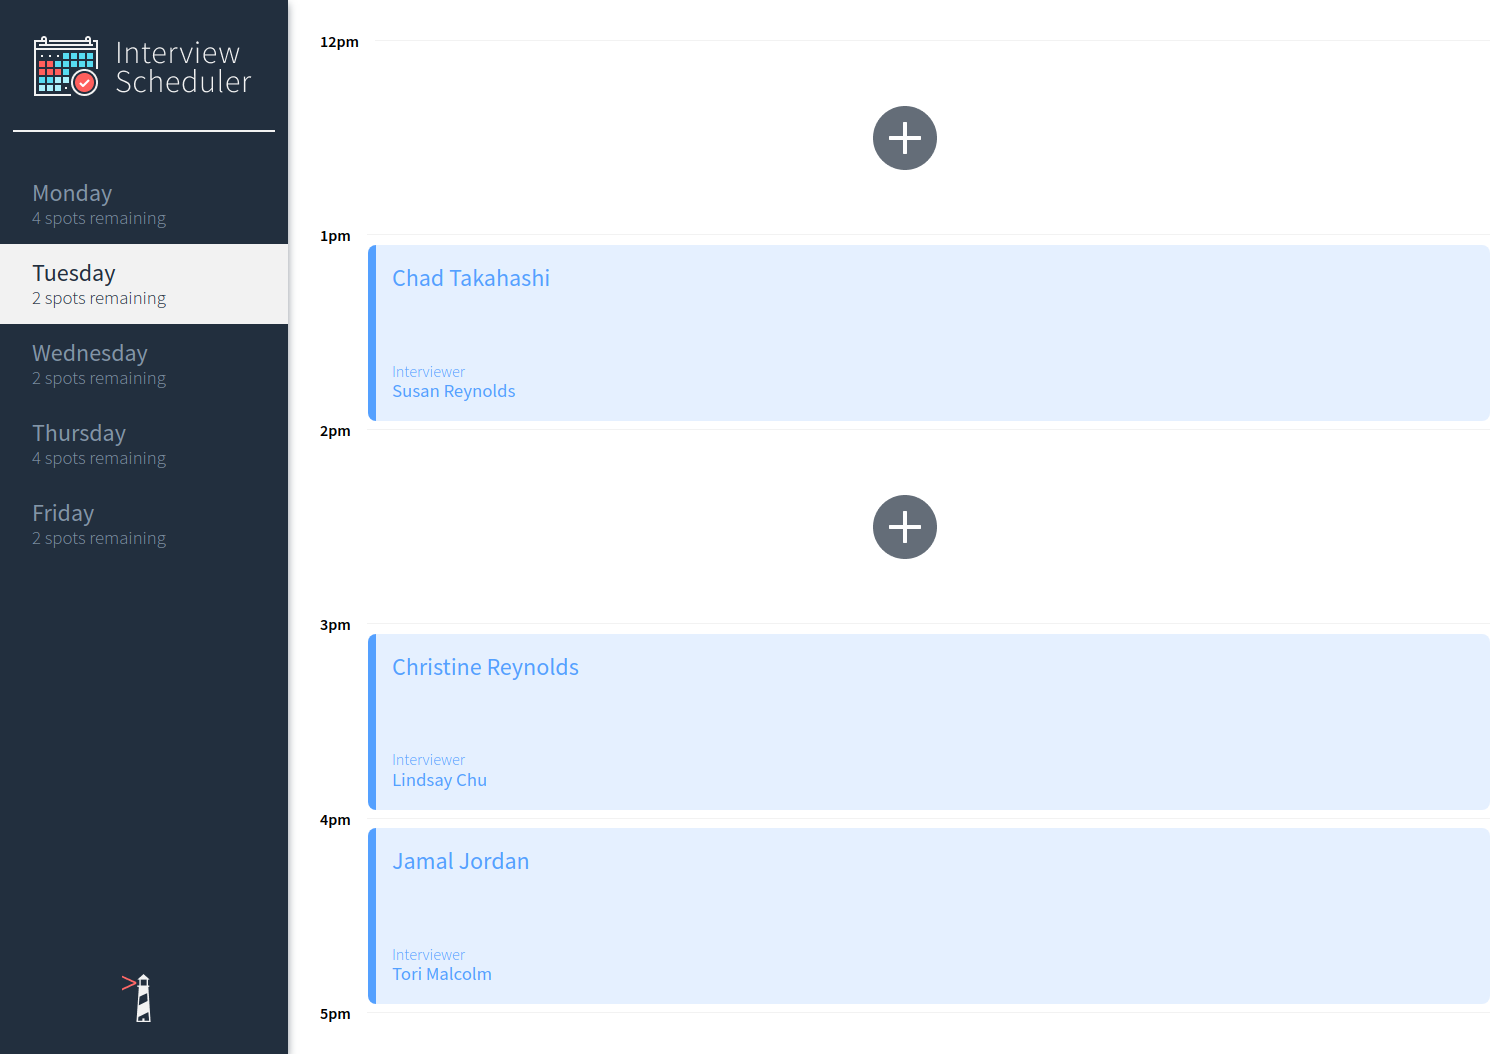 Interview
Scheduler
Monday
4 spots remaining
Tuesday
2 spots remaining
Wednesday
2 spots remaining
Thursday
4 spots remaining
Friday
2 spots remaining
12pm
1pm
Chad Takahashi
Interviewer
Susan Reynolds
2pm
3pm
Christine Reynolds
Interviewer
Lindsay Chu
4pm
Jamal Jordan
Interviewer
Tori Malcolm
5pm